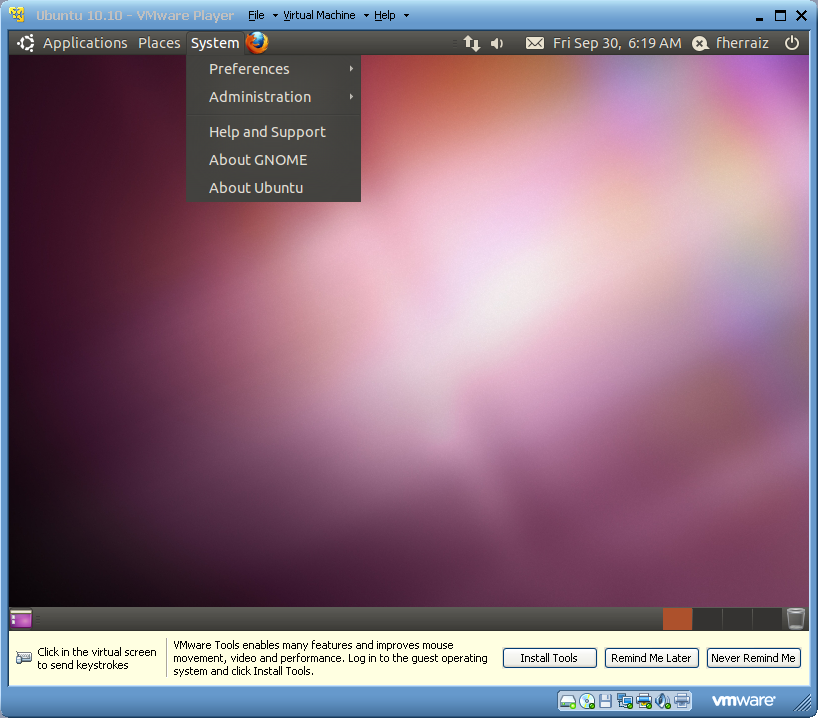 Ubuntu 10.10 - VMware Player File Virtual Machine Help
Applications Places System Fri Sep 30, 6:19 AM fherraiz
Preferences
Administration
Help and Support
About GNOME
About Ubuntu
Click in the virtual screen
to send keystrokes
VMware Tools enables many features and improves mouse
movement, video and performance. Log in to the guest operating
system and click Install Tools.
Install Tools Remind Me Later Never Remind Me
vmware